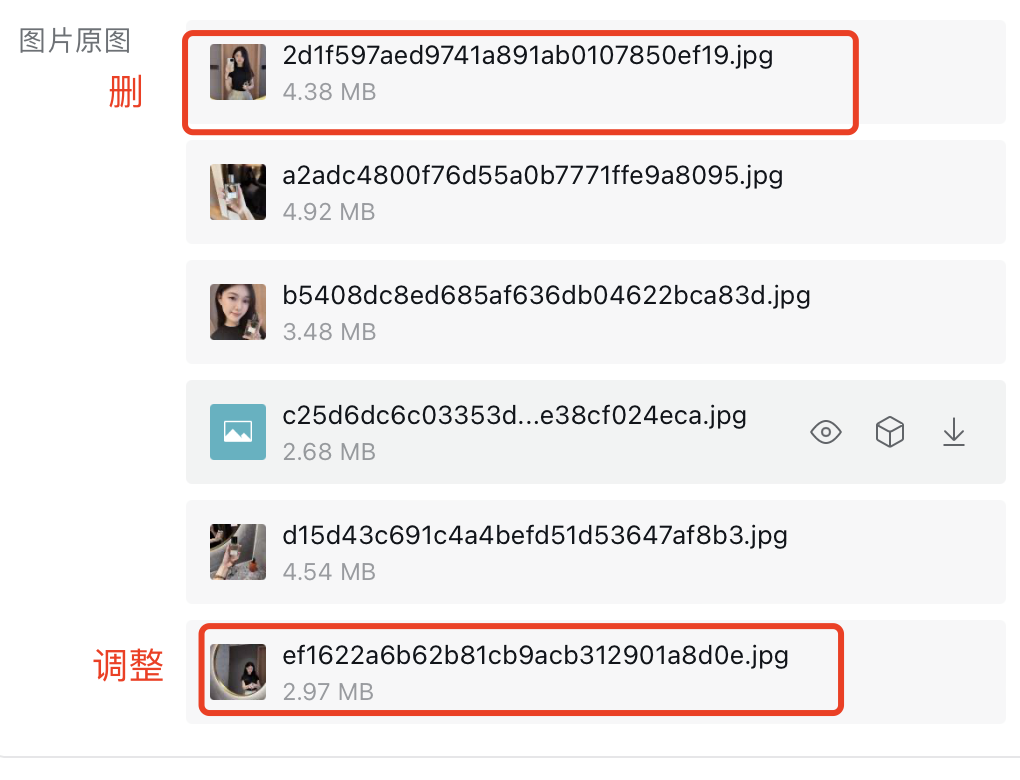 图片原图
删
2d1f597aed9741a891ab0107850ef19.jpg
4.38 MB
a2adc4800f76d55a0b7771ffe9a8095.jpg
4.92 MB
b5408dc8ed685af636db04622bca83d.jpg
3.48 MB
c25d6dc6c03353d...e38cf024eca.jpg
2.68 MB
d15d43c691c4a4befd51d53647af8b3.jpg
4.54 MB
调整
ef1622a6b62b81cb9acb312901a8d0e.jpg
2.97 MB